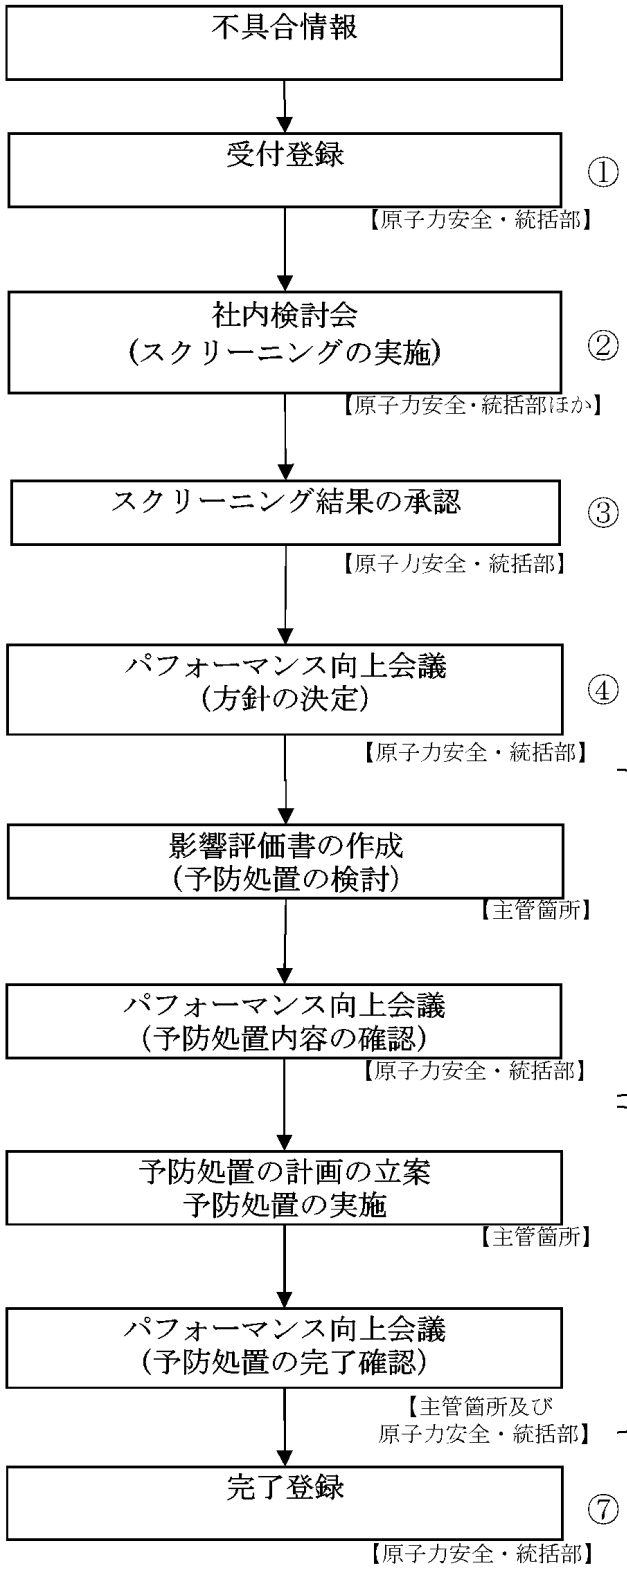 不具合情報
受付登録
①
【原子力安全・統括部】
社内検討会
(スクリーニングの実施)
②
【原子力安全・統括部ほか】
スクリーニング結果の承認
③
【原子力安全・統括部】
パフォーマンス向上会議
(方針の決定)
④
【原子力安全・統括部】
影響評価書の作成
(予防処置の検討)
【主管箇所】
パフォーマンス向上会議
(予防処置内容の確認)
【原子力安全・統括部】
予防処置の計画の立案
予防処置の実施
【主管箇所】
パフォーマンス向上会議
(予防処置の完了確認)
【主管箇所及び
原子力安全・統括部】
完了登録
⑦
【原子力安全・統括部】